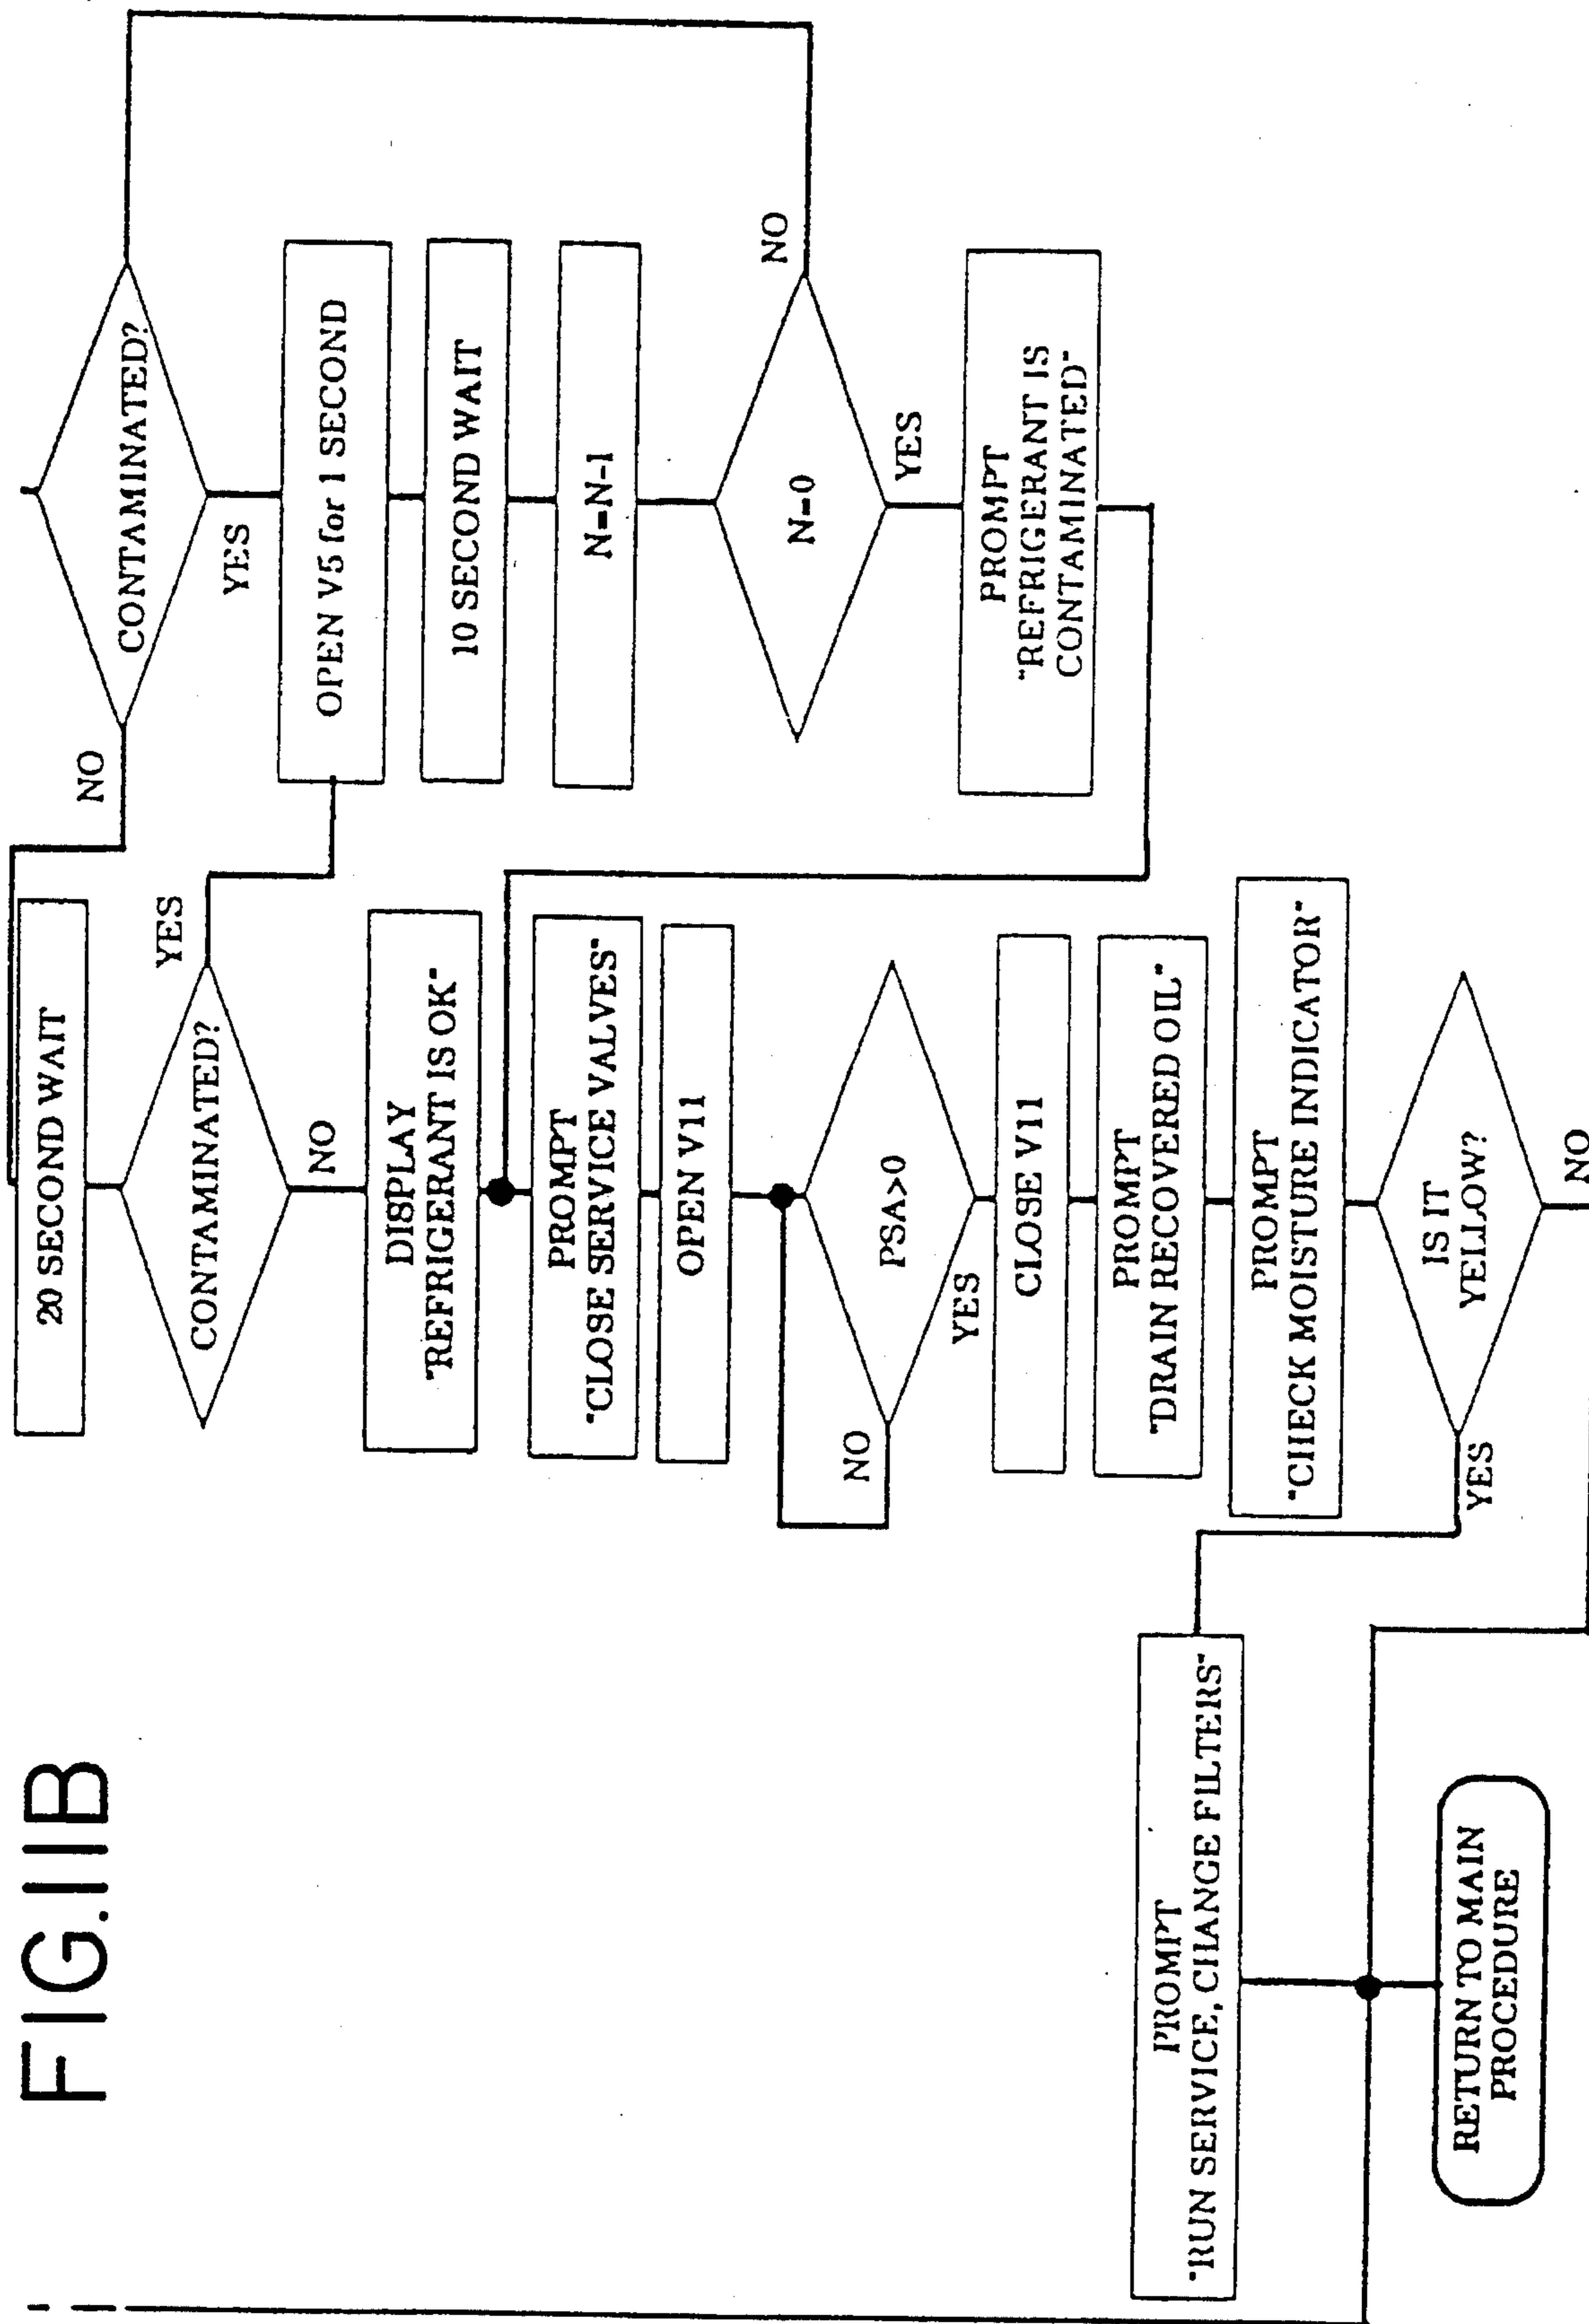 FIG.11B
CONTAMINATED?
NO
YES
OPEN V5 for 1 SECOND
10 SECOND WAIT
N=N-1
N=0
NO
YES
PROMPT
"REFRIGERANT IS
CONTAMINATED"
20 SECOND WAIT
CONTAMINATED?
YES
NO
DISPLAY
"REFRIGERANT IS OK"
PROMPT
"CLOSE SERVICE VALVES"
OPEN V11
PSA>0
NO
YES
CLOSE V11
PROMPT
"DRAIN RECOVERED OIL"
PROMPT
"CHECK MOISTURE INDICATOR"
IS IT
YELLOW?
YES
NO
PROMPT
"RUN SERVICE, CHANGE FILTERS"
RETURN TO MAIN
PROCEDURE